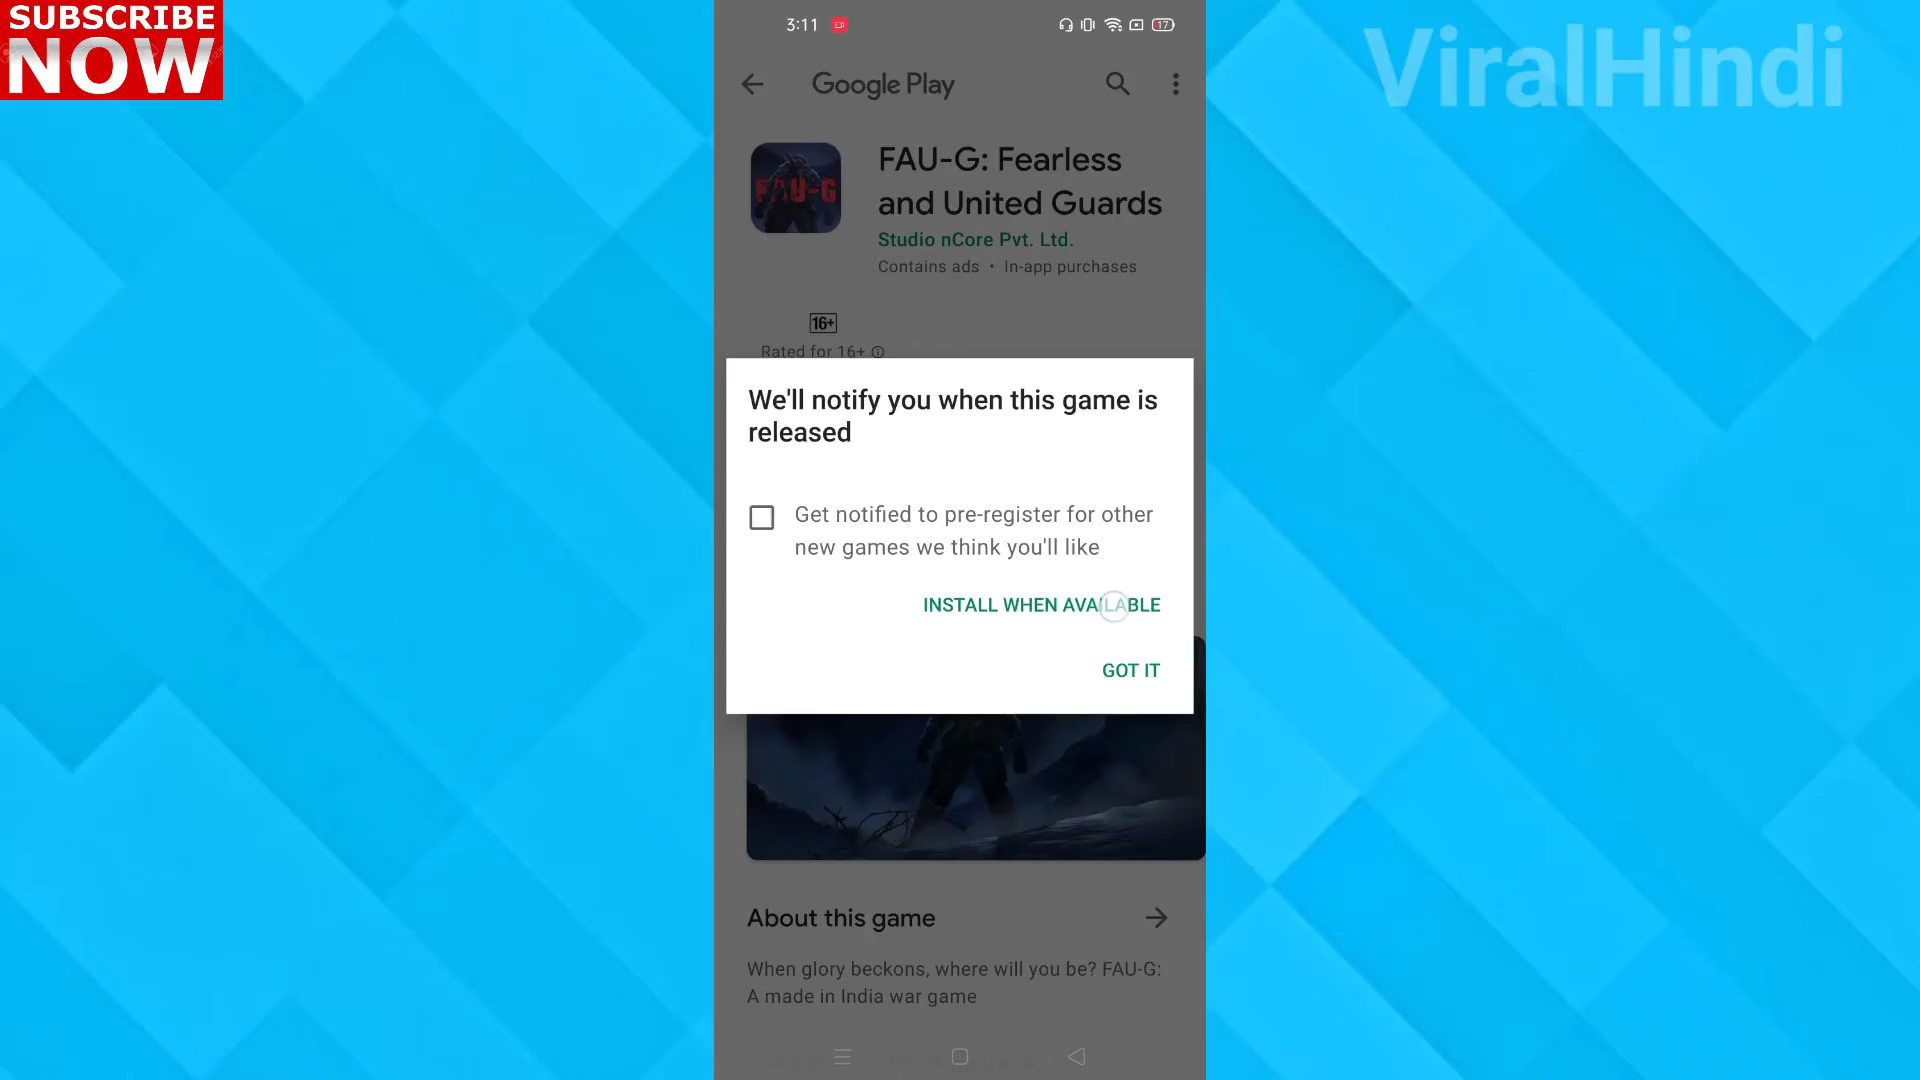 SUBSCRIBE
NOW
ViralHindi
3:11
17
Google Play
FAU-G
FAU-G: Fearless
and United Guards
Studio nCore Pvt. Ltd.
Contains ads • In-app purchases
16+
Rated for 16+
We'll notify you when this game is
released
Get notified to pre-register for other
new games we think you'll like
INSTALL WHEN AVAILABLE
GOT IT
About this game
When glory beckons, where will you be? FAU-G:
A made in India war game